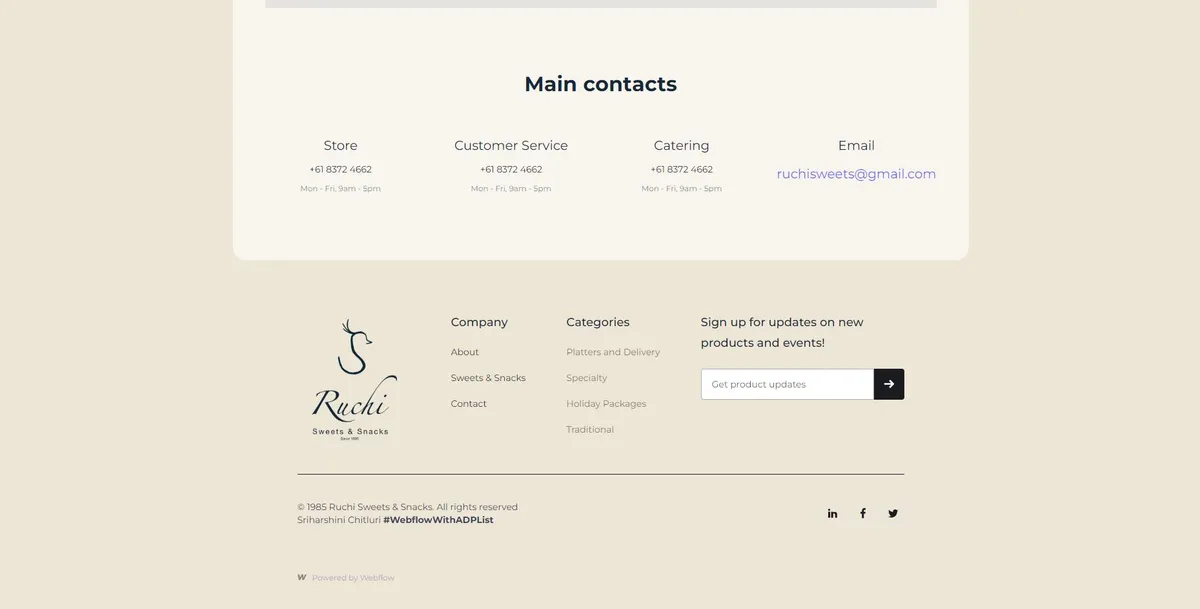 Main contacts
Store
+61 8372 4662
Mon - Fri, 9am - 5pm
Customer Service
+61 8372 4662
Mon - Fri, 9am - 5pm
Catering
+61 8372 4662
Mon - Fri, 9am - 5pm
Email
ruchisweets@gmail.com
Ruchi
Sweets & Snacks
Since 1985
Company
About
Sweets & Snacks
Contact
Categories
Platters and Delivery
Specialty
Holiday Packages
Traditional
Sign up for updates on new
products and events!
Get product updates
© 1985 Ruchi Sweets & Snacks. All rights reserved
Sriharshini Chitluri #WebflowWithADPList
Powered by Webflow